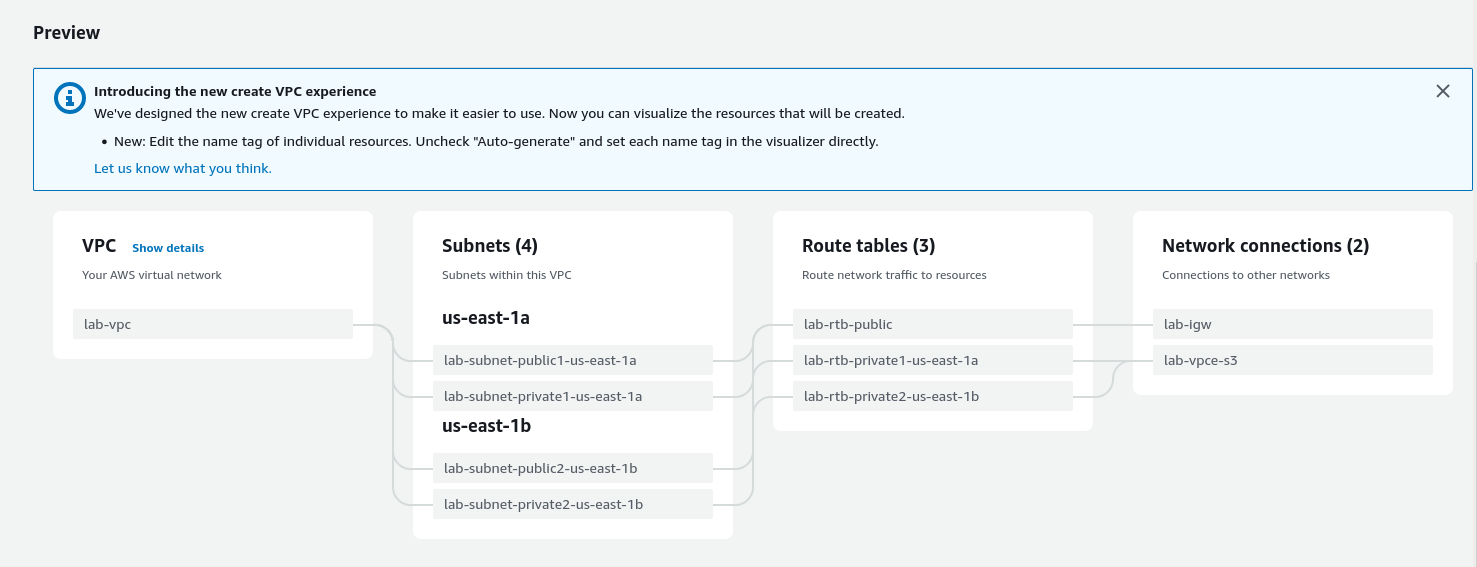 Preview
Introducing the new create VPC experience
We've designed the new create VPC experience to make it easier to use. Now you can visualize the resources that will be created.
• New: Edit the name tag of individual resources. Uncheck "Auto-generate" and set each name tag in the visualizer directly.
Let us know what you think.
VPC Show details
Your AWS virtual network
lab-vpc
Subnets (4)
Subnets within this VPC
us-east-1a
lab-subnet-public1-us-east-1a
lab-subnet-private1-us-east-1a
us-east-1b
lab-subnet-public2-us-east-1b
lab-subnet-private2-us-east-1b
Route tables (3)
Route network traffic to resources
lab-rtb-public
lab-rtb-private1-us-east-1a
lab-rtb-private2-us-east-1b
Network connections (2)
Connections to other networks
lab-igw
lab-vpce-s3